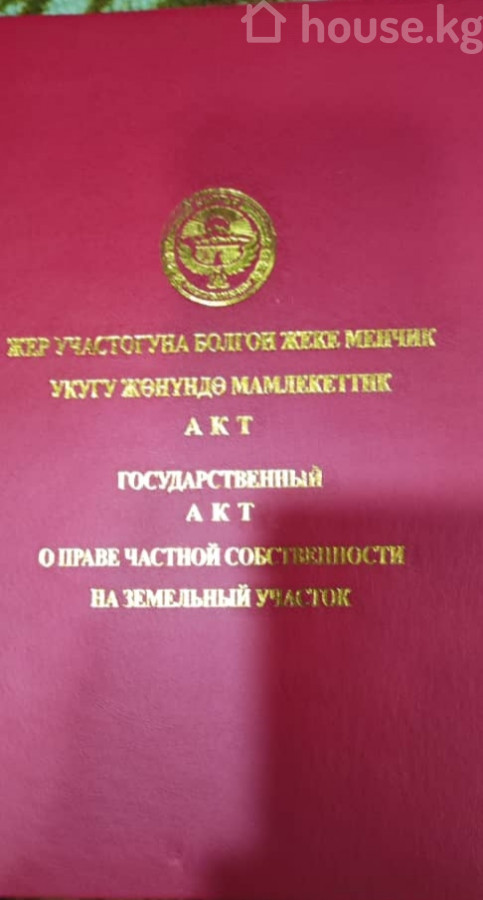 house.kg
ЖЕР УЧАСТОГУНА БОЛГОН ЖЕКЕ МЕНЧИК
УКУГУ ЖӨНҮНДӨ МАМЛЕКЕТТИК
АКТ
ГОСУДАРСТВЕННЫЙ
АКТ
О ПРАВЕ ЧАСТНОЙ СОБСТВЕННОСТИ
НА ЗЕМЕЛЬНЫЙ УЧАСТОК